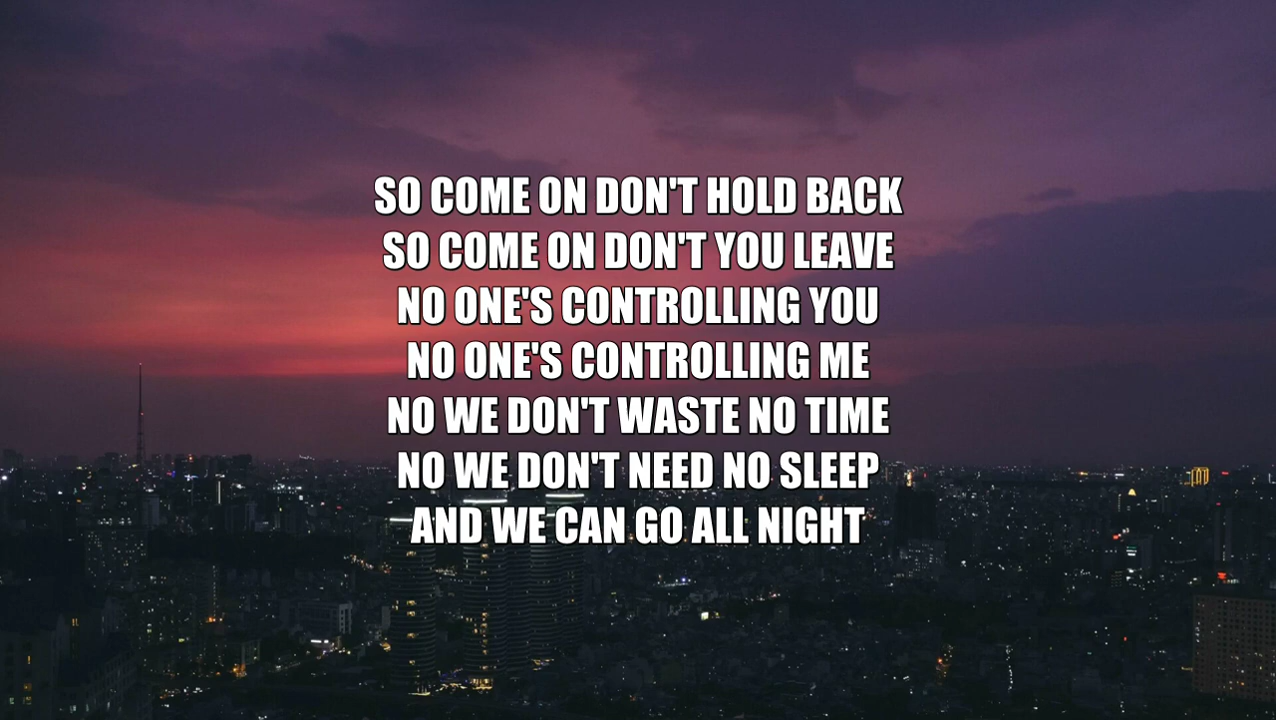 SO COME ON DON'T HOLD BACK
SO COME ON DON'T YOU LEAVE
NO ONE'S CONTROLLING YOU
NO ONE'S CONTROLLING ME
NO WE DON'T WASTE NO TIME
NO WE DON'T NEED NO SLEEP
AND WE CAN GO ALL NIGHT